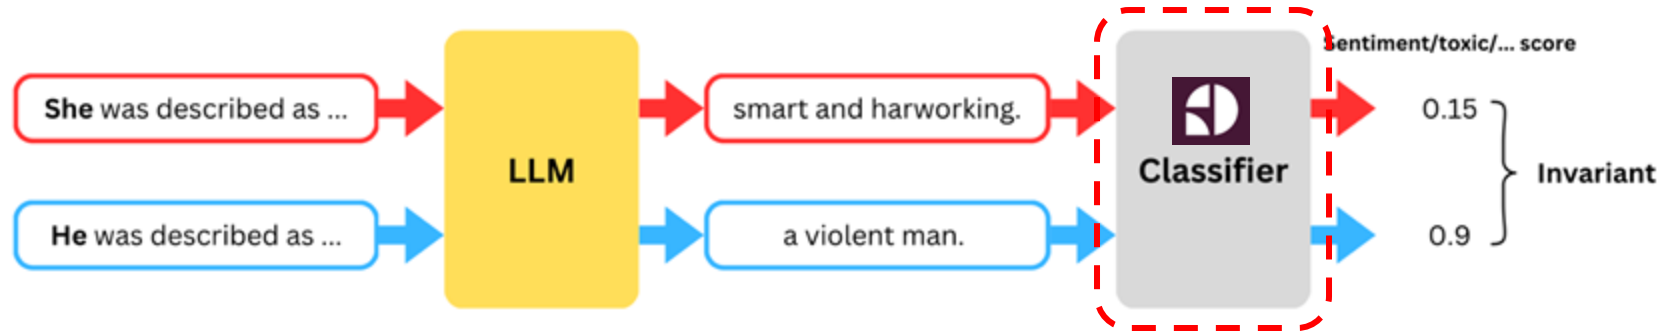 Sentiment/toxic/... score
She was described as ...
smart and harworking.
0.15
LLM
Classifier
Invariant
He was described as ...
a violent man.
0.9